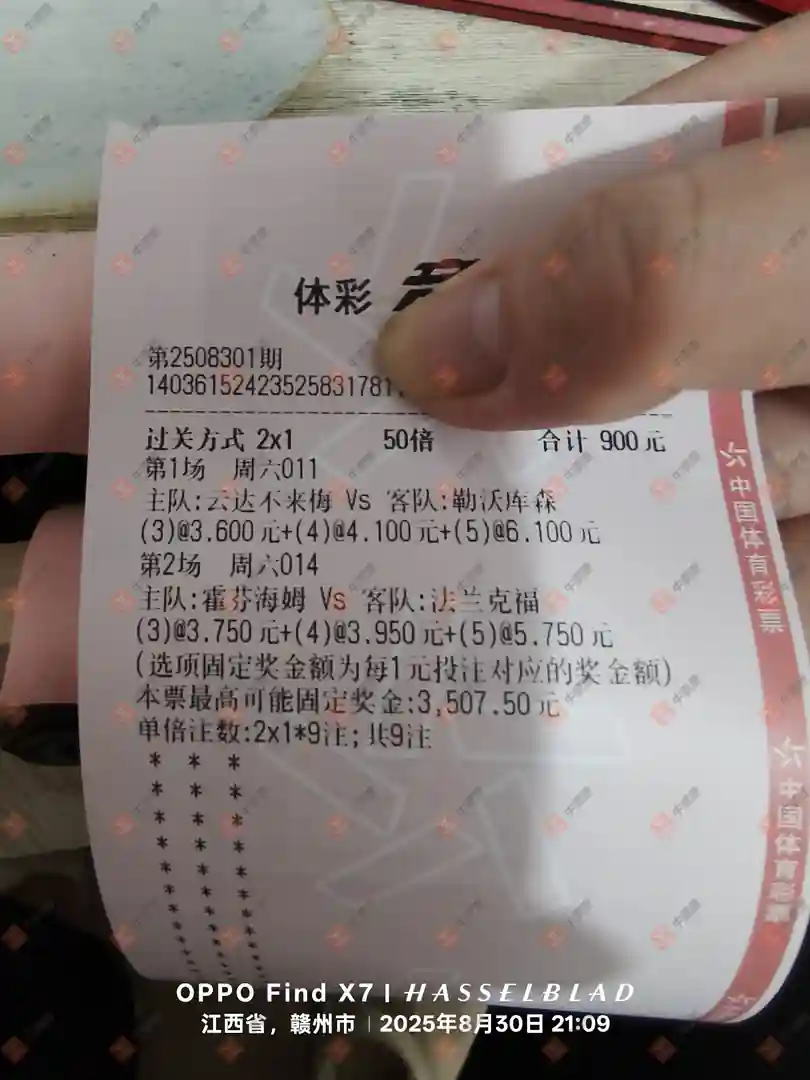 体彩
第2508301期
14036152423525831781
过关方式 2x1 50倍 合计 900元
第1场 周六011
主队:云达不来梅 Vs 客队:勒沃库森
(3)@3.600元+(4)@4.100元+(5)@6.100元
第2场 周六014
主队:霍芬海姆 Vs 客队:法兰克福
(3)@3.750元+(4)@3.950元+(5)@5.750元
(选项固定奖金额为每1元投注对应的奖金额)
本票最高可能固定奖金:3,507.50元
单倍注数:2x1*9注;共9注
中国体育彩票
中国体育彩票
OPPO Find X7 | HASSELBLAD
江西省，赣州市 | 2025年8月30日 21:09